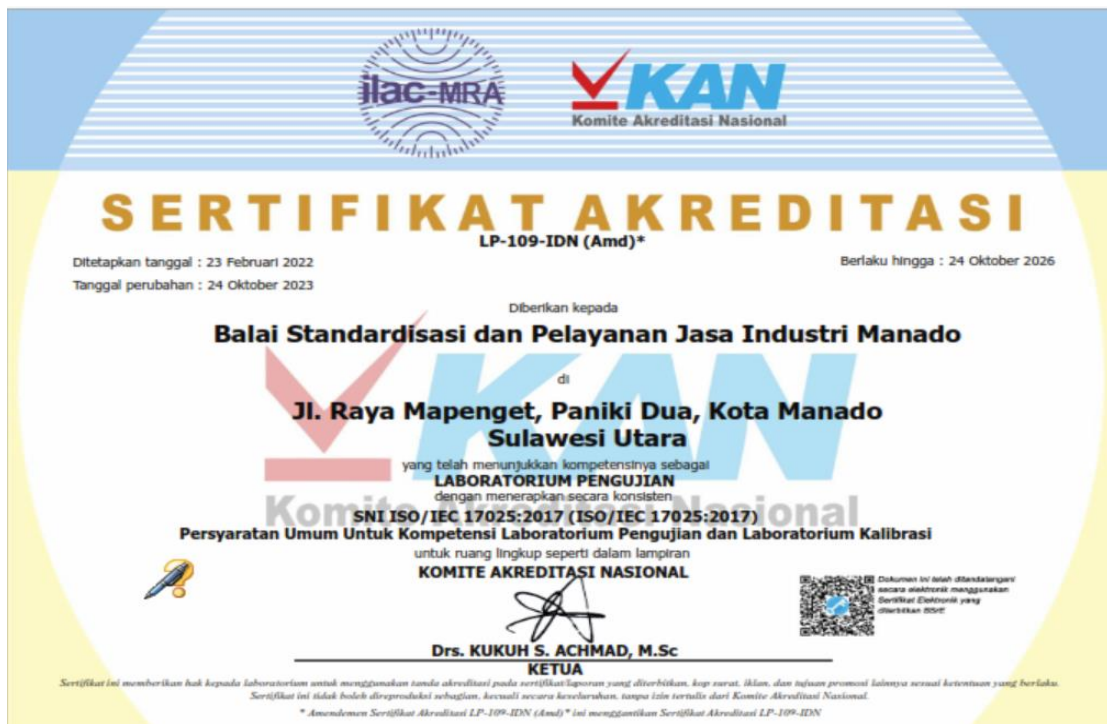 ilac-MRA
KAN
Komite Akreditasi Nasional
SERTIFIKAT AKREDITASI
LP-109-IDN (Amd)*
Ditetapkan tanggal : 23 Februari 2022
Berlaku hingga : 24 Oktober 2026
Tanggal perubahan : 24 Oktober 2023
Diberikan kepada
Balai Standardisasi dan Pelayanan Jasa Industri Manado
di
Jl. Raya Mapenget, Paniki Dua, Kota Manado
Sulawesi Utara
yang telah menunjukkan kompetensinya sebagai
LABORATORIUM PENGUJIAN
dengan menerapkan secara konsisten
SNI ISO/IEC 17025:2017 (ISO/IEC 17025:2017)
Persyaratan Umum Untuk Kompetensi Laboratorium Pengujian dan Laboratorium Kalibrasi
untuk ruang lingkup seperti dalam lampiran
KOMITE AKREDITASI NASIONAL
Dokumen ini telah ditandatangani
secara elektronik menggunakan
Sertifikat Elektronik yang
diterbitkan BSrE
Drs. KUKUH S. ACHMAD, M.Sc
KETUA
Sertifikat ini memberikan hak kepada laboratorium untuk menggunakan tanda akreditasi pada sertifikat/laporan yang diterbitkan, kop surat, iklan, dan tujuan promosi lainnya sesuai ketentuan yang berlaku.
Sertifikat ini tidak boleh direproduksi sebagian, kecuali secara keseluruhan, tanpa izin tertulis dari Komite Akreditasi Nasional.
* Amendemen Sertifikat Akreditasi LP-109-IDN (Amd)* ini menggantikan Sertifikat Akreditasi LP-109-IDN
KAN
Komite Akreditasi Nasional